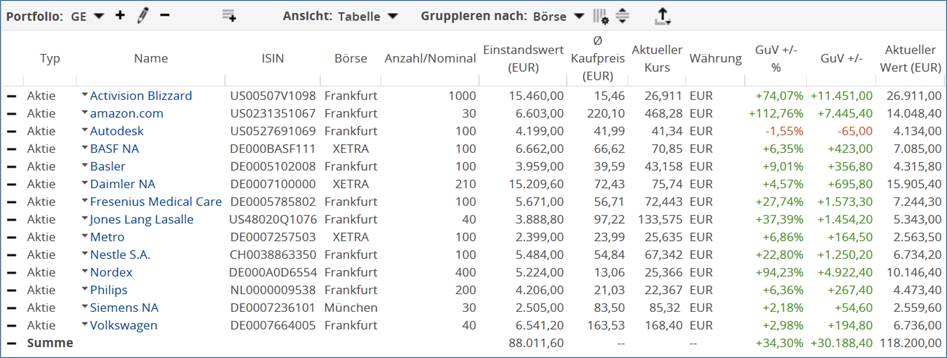 Portfolio: GE Ansicht: Tabelle Gruppieren nach: Börse
Typ Name ISIN Börse Anzahl/Nominal Einstandswert (EUR) Ø Kaufpreis (EUR) Aktueller Kurs Währung GuV +/- % GuV +/- Aktueller Wert (EUR)
Aktie Activision Blizzard US00507V1098 Frankfurt 1000 15.460,00 15,46 26,911 EUR +74,07% +11.451,00 26.911,00
Aktie amazon.com US0231351067 Frankfurt 30 6.603,00 220,10 468,28 EUR +112,76% +7.445,40 14.048,40
Aktie Autodesk US0527691069 Frankfurt 100 4.199,00 41,99 41,34 EUR -1,55% -65,00 4.134,00
Aktie BASF NA DE000BASF111 XETRA 100 6.662,00 66,62 70,85 EUR +6,35% +423,00 7.085,00
Aktie Basler DE0005102008 Frankfurt 100 3.959,00 39,59 43,158 EUR +9,01% +356,80 4.315,80
Aktie Daimler NA DE0007100000 XETRA 210 15.209,60 72,43 75,74 EUR +4,57% +695,80 15.905,40
Aktie Fresenius Medical Care DE0005785802 Frankfurt 100 5.671,00 56,71 72,443 EUR +27,74% +1.573,30 7.244,30
Aktie Jones Lang Lasalle US48020Q1076 Frankfurt 40 3.888,80 97,22 133,575 EUR +37,39% +1.454,20 5.343,00
Aktie Metro DE0007257503 XETRA 100 2.399,00 23,99 25,635 EUR +6,86% +164,50 2.563,50
Aktie Nestle S.A. CH0038863350 Frankfurt 100 5.484,00 54,84 67,342 EUR +22,80% +1.250,20 6.734,20
Aktie Nordex DE000A0D6554 Frankfurt 400 5.224,00 13,06 25,366 EUR +94,23% +4.922,40 10.146,40
Aktie Philips NL0000009538 Frankfurt 200 4.206,00 21,03 22,367 EUR +6,36% +267,40 4.473,40
Aktie Siemens NA DE0007236101 München 30 2.505,00 83,50 85,32 EUR +2,18% +54,60 2.559,60
Aktie Volkswagen DE0007664005 Frankfurt 40 6.541,20 163,53 168,40 EUR +2,98% +194,80 6.736,00
Summe 88.011,60 -- -- +34,30% +30.188,40 118.200,00